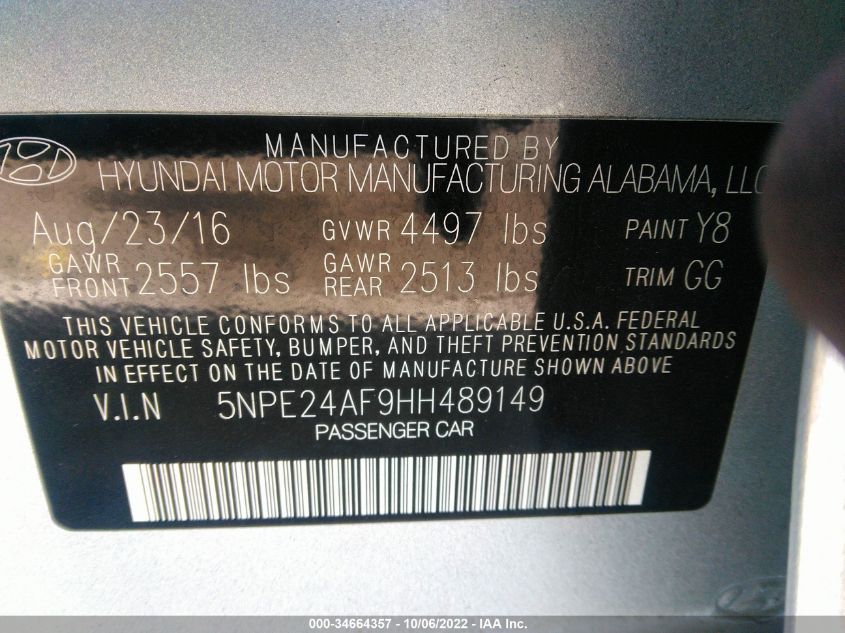 MANUFACTURED BY
HYUNDAI MOTOR MANUFACTURING ALABAMA, LLC
Aug/23/16 GVWR 4497 lbs PAINT Y8
GAWR FRONT 2557 lbs GAWR REAR 2513 lbs TRIM GG
THIS VEHICLE CONFORMS TO ALL APPLICABLE U.S.A. FEDERAL
MOTOR VEHICLE SAFETY, BUMPER, AND THEFT PREVENTION STANDARDS
IN EFFECT ON THE DATE OF MANUFACTURE SHOWN ABOVE
V.I.N 5NPE24AF9HH489149
PASSENGER CAR
000-34664357 - 10/06/2022 - IAA Inc.